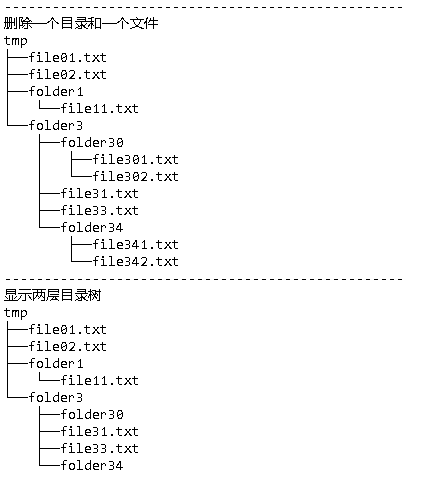 --------------------------------------------------
删除一个目录和一个文件
tmp
├──file01.txt
├──file02.txt
├──folder1
│   └──file11.txt
└──folder3
    ├──folder30
    │   ├──file301.txt
    │   └──file302.txt
    ├──file31.txt
    ├──file33.txt
    └──folder34
        ├──file341.txt
        └──file342.txt
--------------------------------------------------
显示两层目录树
tmp
├──file01.txt
├──file02.txt
├──folder1
│   └──file11.txt
└──folder3
    ├──folder30
    ├──file31.txt
    ├──file33.txt
    └──folder34